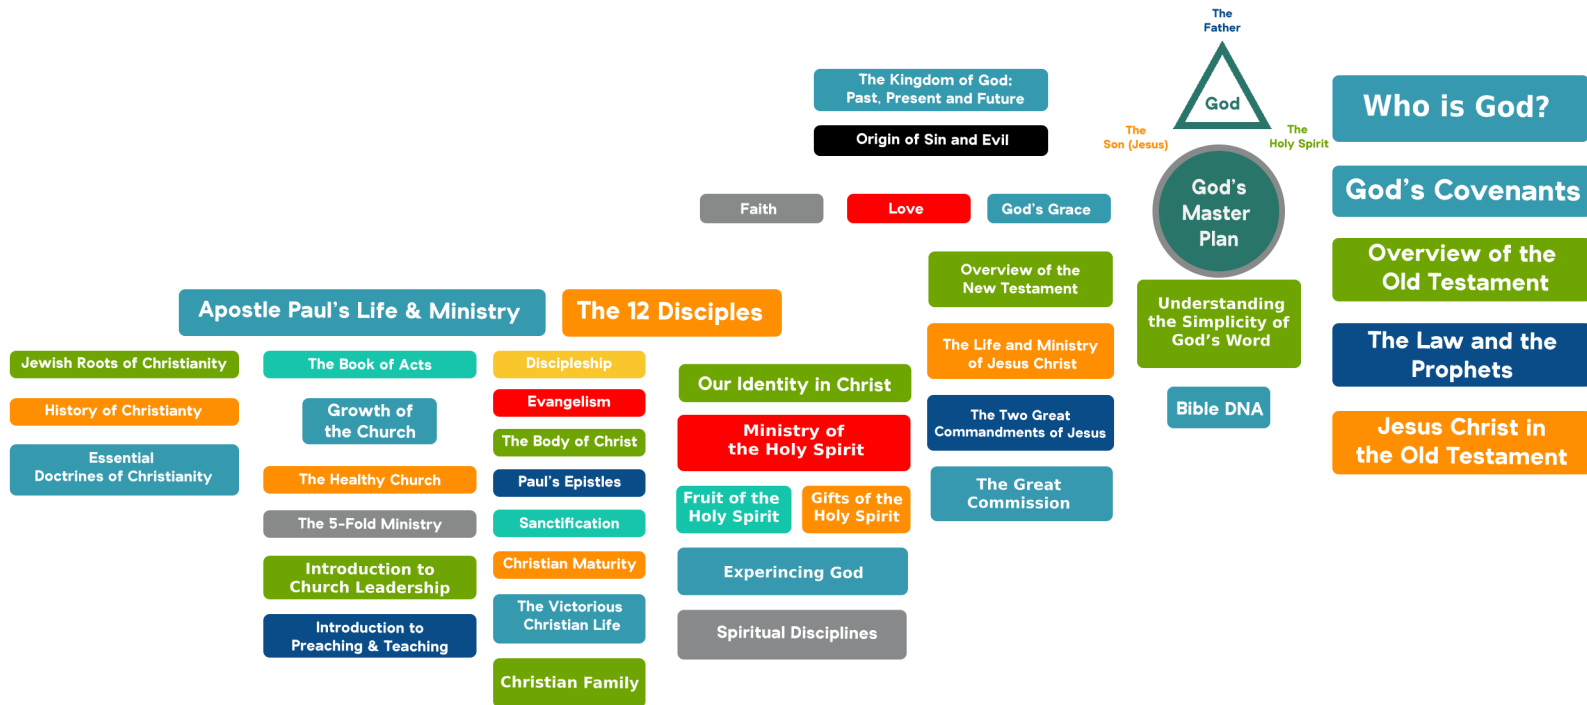 The
Father
God
The
Son (Jesus)
The
Holy Spirit
The Kingdom of God:
Past, Present and Future
Origin of Sin and Evil
Faith
Love
God's Grace
God's
Master
Plan
Who is God?
God's Covenants
Overview of the
Old Testament
The Law and the
Prophets
Jesus Christ in
the Old Testament
Understanding
the Simplicity of
God's Word
Bible DNA
Overview of the
New Testament
The Life and Ministry
of Jesus Christ
The Two Great
Commandments of Jesus
The Great
Commission
Apostle Paul's Life & Ministry
The 12 Disciples
Jewish Roots of Christianity
History of Christianty
Essential
Doctrines of Christianity
The Book of Acts
Growth of
the Church
The Healthy Church
The 5-Fold Ministry
Introduction to
Church Leadership
Introduction to
Preaching & Teaching
Discipleship
Evangelism
The Body of Christ
Paul's Epistles
Sanctification
Christian Maturity
The Victorious
Christian Life
Christian Family
Our Identity in Christ
Ministry of
the Holy Spirit
Fruit of the
Holy Spirit
Gifts of the
Holy Spirit
Experincing God
Spiritual Disciplines